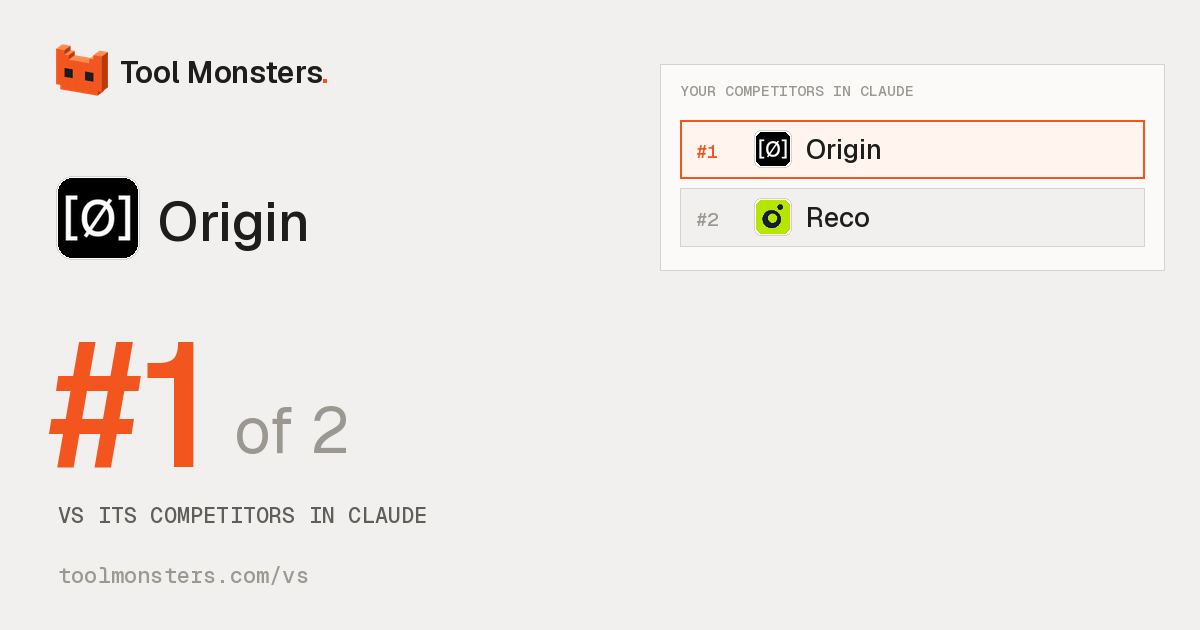 Tool Monsters.
[Ø] Origin
#1 of 2
VS ITS COMPETITORS IN CLAUDE
toolmonsters.com/vs
YOUR COMPETITORS IN CLAUDE
#1 [Ø] Origin
#2 Reco